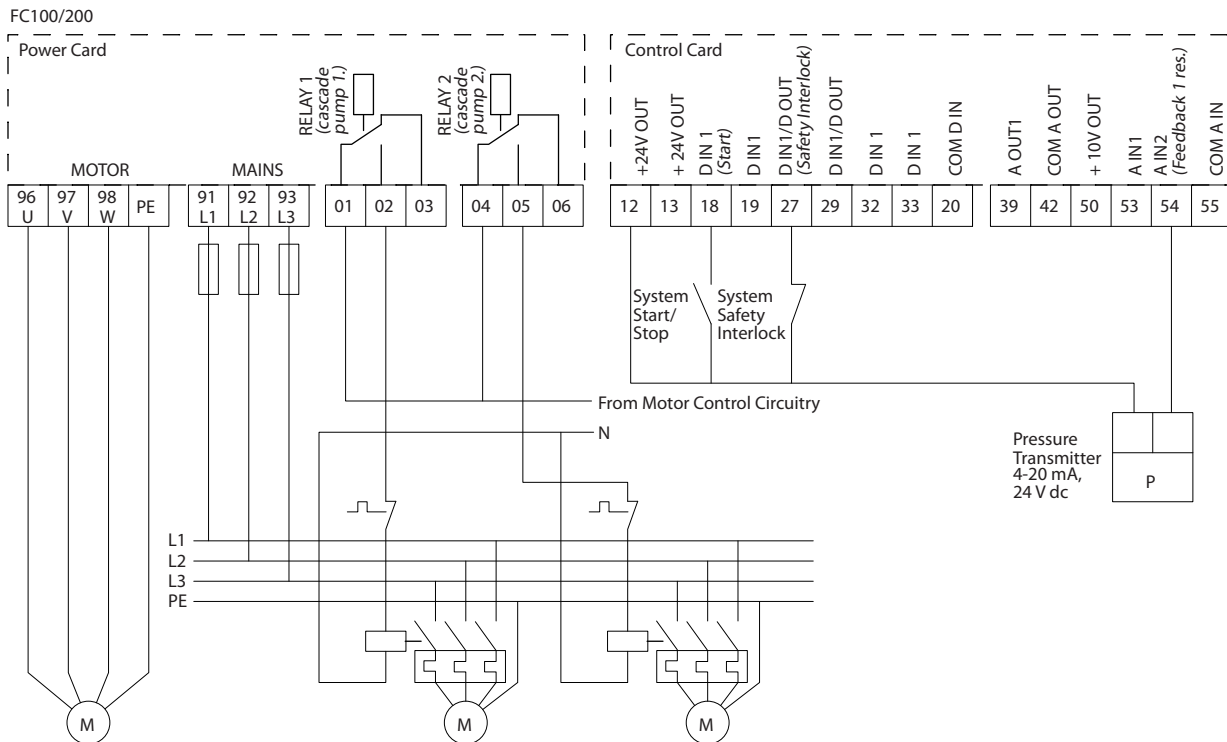 FC100/200
Power Card
Control Card
RELAY 1
(cascade
pump 1.)
RELAY 2
(cascade
pump 2.)
+24V OUT
+ 24V OUT
D IN 1
(Start)
D IN1
D IN1/D OUT
(Safety Interlock)
D IN1/D OUT
D IN 1
D IN 1
COM D IN
A OUT1
COM A OUT
+ 10V OUT
A IN1
A IN2
(Feedback 1 res.)
COM A IN
MOTOR
MAINS
96 97 98 PE
U V W
91 92 93
L1 L2 L3
01 02 03
04 05 06
12 13 18 19 27 29 32 33 20
39 42 50 53 54 55
System
Start/
Stop
System
Safety
Interlock
From Motor Control Circuitry
N
Pressure
Transmitter
4-20 mA,
24 V dc
P
L1
L2
L3
PE
M
M
M